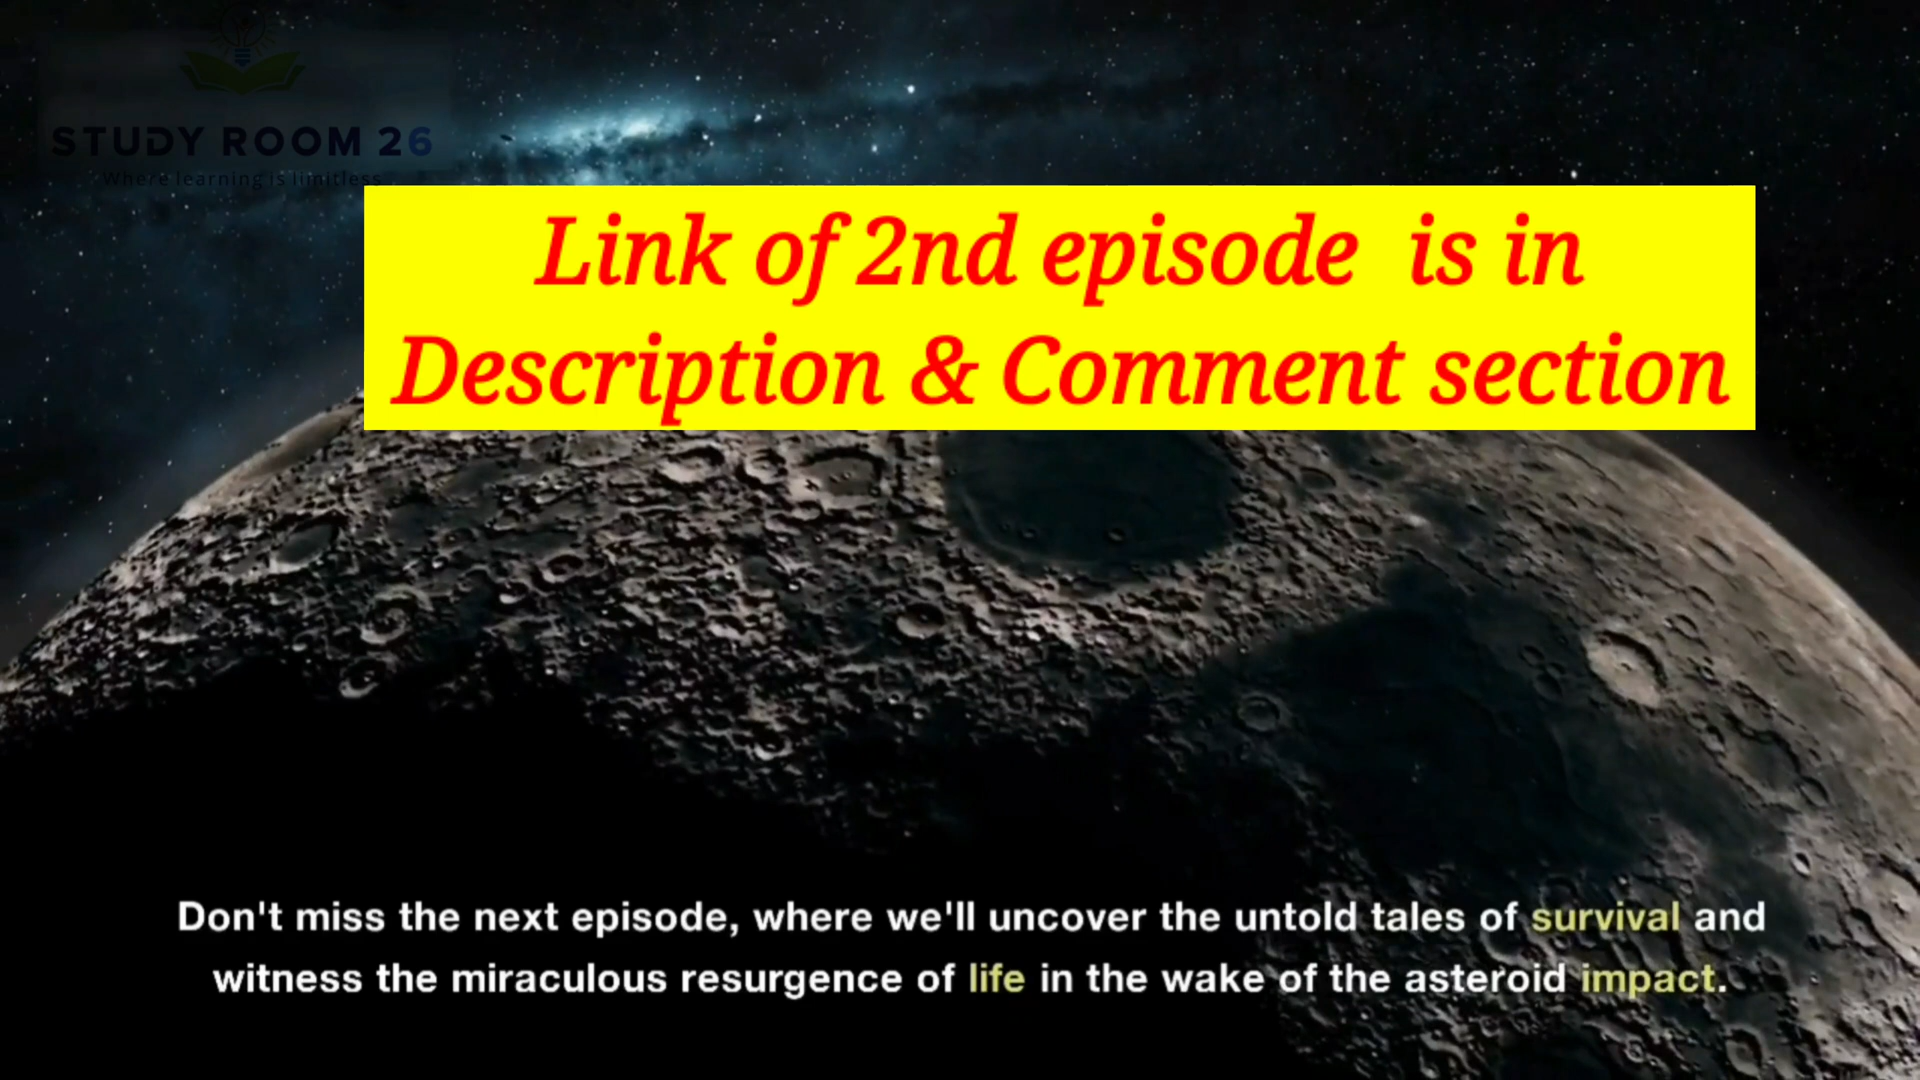 STUDY ROOM 26
Where learning is limitless
Link of 2nd episode is in
Description & Comment section
Don't miss the next episode, where we'll uncover the untold tales of survival and
witness the miraculous resurgence of life in the wake of the asteroid impact.